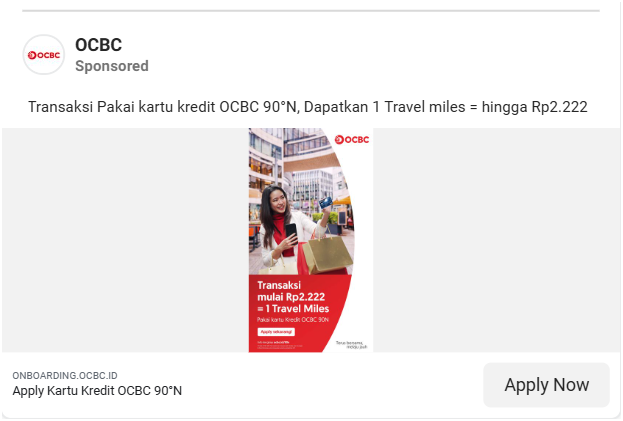 OCBC
OCBC
Sponsored
Transaksi Pakai kartu kredit OCBC 90°N, Dapatkan 1 Travel miles = hingga Rp2.222
OCBC
Transaksi
mulai Rp2.222
= 1 Travel Miles
Pakai kartu Kredit OCBC 90N
Apply sekarang!
ONBOARDING.OCBC.ID
Apply Kartu Kredit OCBC 90°N
Apply Now